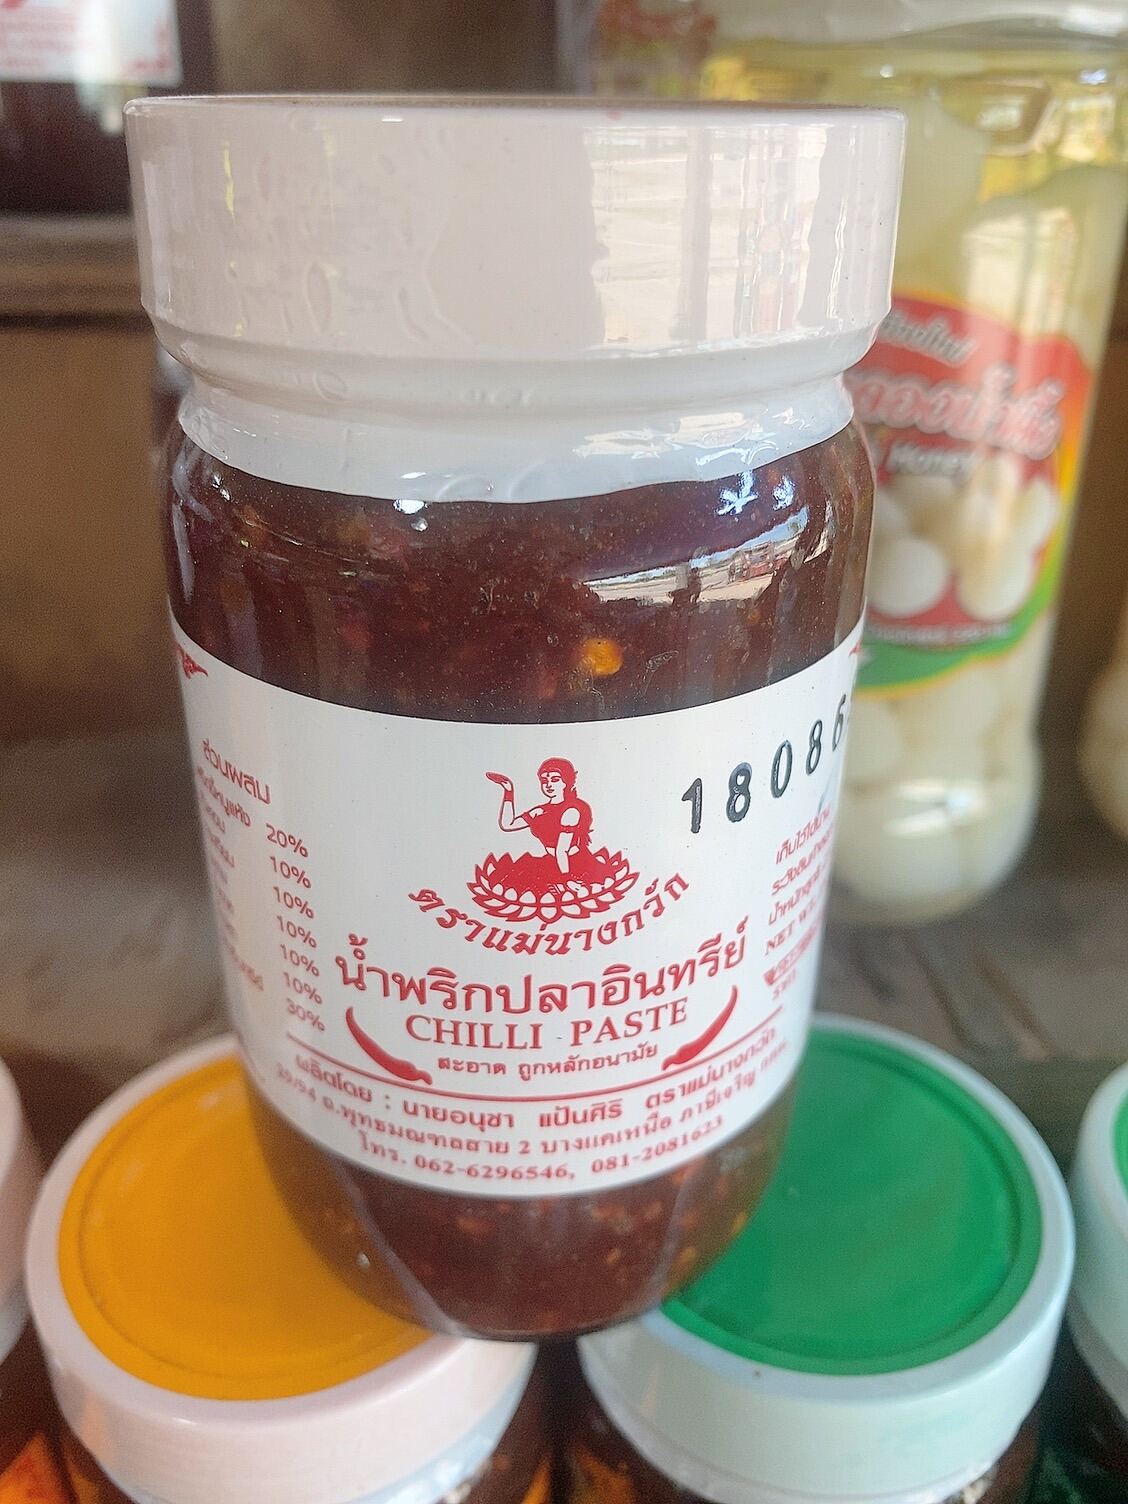 18086
ส่วนผสม
20%
10%
10%
10%
10%
10%
30%
ตราแม่นางกวัก
น้ำพริกปลาอินทรีย์
CHILLI PASTE
สะอาด ถูกหลักอนามัย
ผลิตโดย : นายอนุชา แป้นศิริ ตราแม่นางกวัก
39/94 ถ.พุทธมณฑลสาย 2 บางแคเหนือ ภาษีเจริญ กทม.
โทร. 062-6296546, 081-2081623
NET
Honey